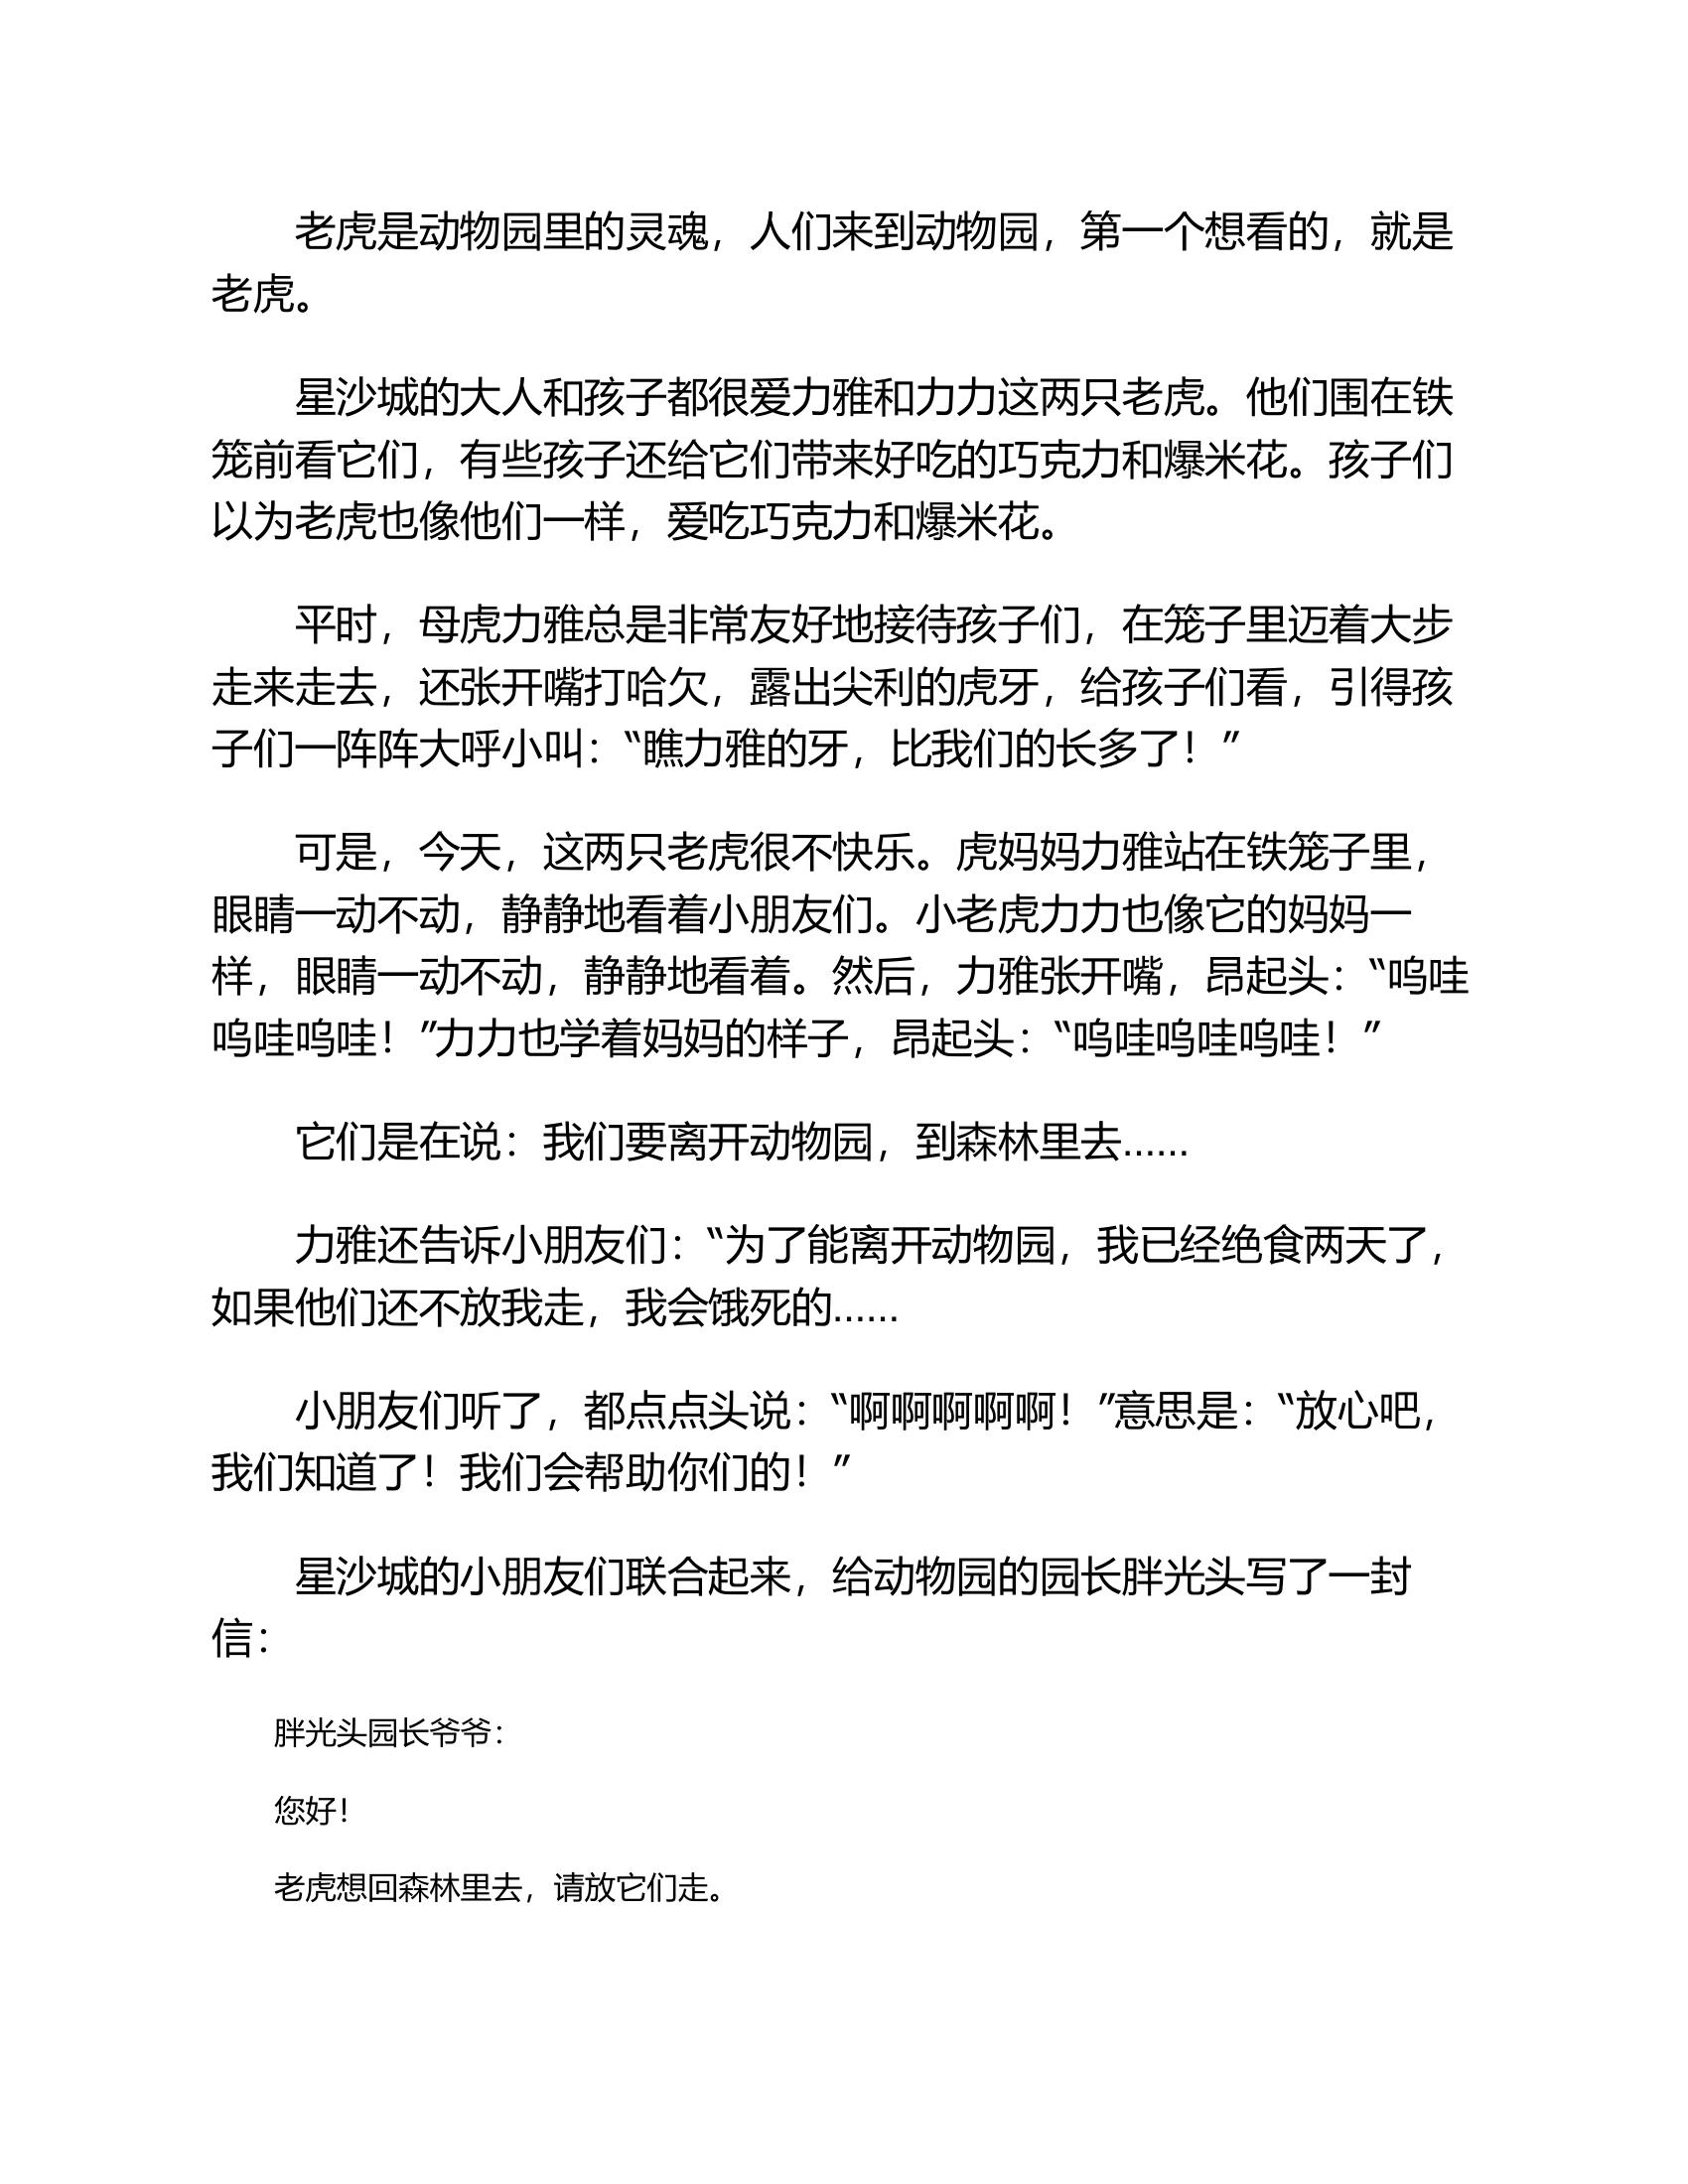 老虎是动物园里的灵魂，人们来到动物园，第一个想看的，就是
老虎。
星沙城的大人和孩子都很爱力雅和力力这两只老虎。他们围在铁
笼前看它们，有些孩子还给它们带来好吃的巧克力和爆米花。孩子们
以为老虎也像他们一样，爱吃巧克力和爆米花。
平时，母虎力雅总是非常友好地接待孩子们，在笼子里迈着大步
走来走去，还张开嘴打哈欠，露出尖利的虎牙，给孩子们看，引得孩
子们一阵阵大呼小叫：“瞧力雅的牙，比我们的长多了！”
可是，今天，这两只老虎很不快乐。虎妈妈力雅站在铁笼子里，
眼睛一动不动，静静地看着小朋友们。小老虎力力也像它的妈妈一
样，眼睛一动不动，静静地看着。然后，力雅张开嘴，昂起头：“呜哇
呜哇呜哇！”力力也学着妈妈的样子，昂起头：“呜哇呜哇呜哇！”
它们是在说：我们要离开动物园，到森林里去……
力雅还告诉小朋友们：“为了能离开动物园，我已经绝食两天了，
如果他们还不放我走，我会饿死的……
小朋友们听了，都点点头说：“啊啊啊啊啊！”意思是：“放心吧，
我们知道了！我们会帮助你们的！”
星沙城的小朋友们联合起来，给动物园的园长胖光头写了一封
信：
胖光头园长爷爷：
您好！
老虎想回森林里去，请放它们走。